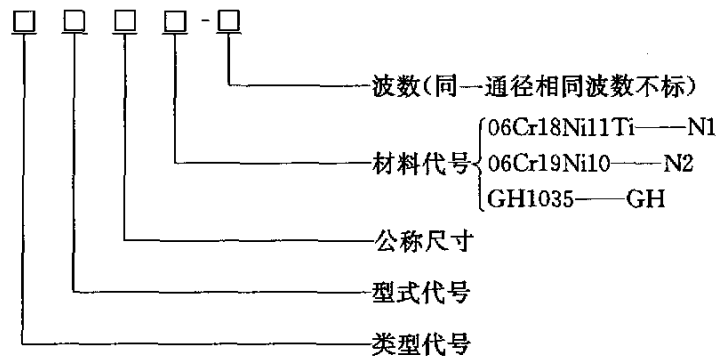 □ □ □ □-□
波数(同一通径相同波数不标)
06Cr18Ni11Ti——N1
材料代号 06Cr19Ni10——N2
GH1035——GH
公称尺寸
型式代号
类型代号